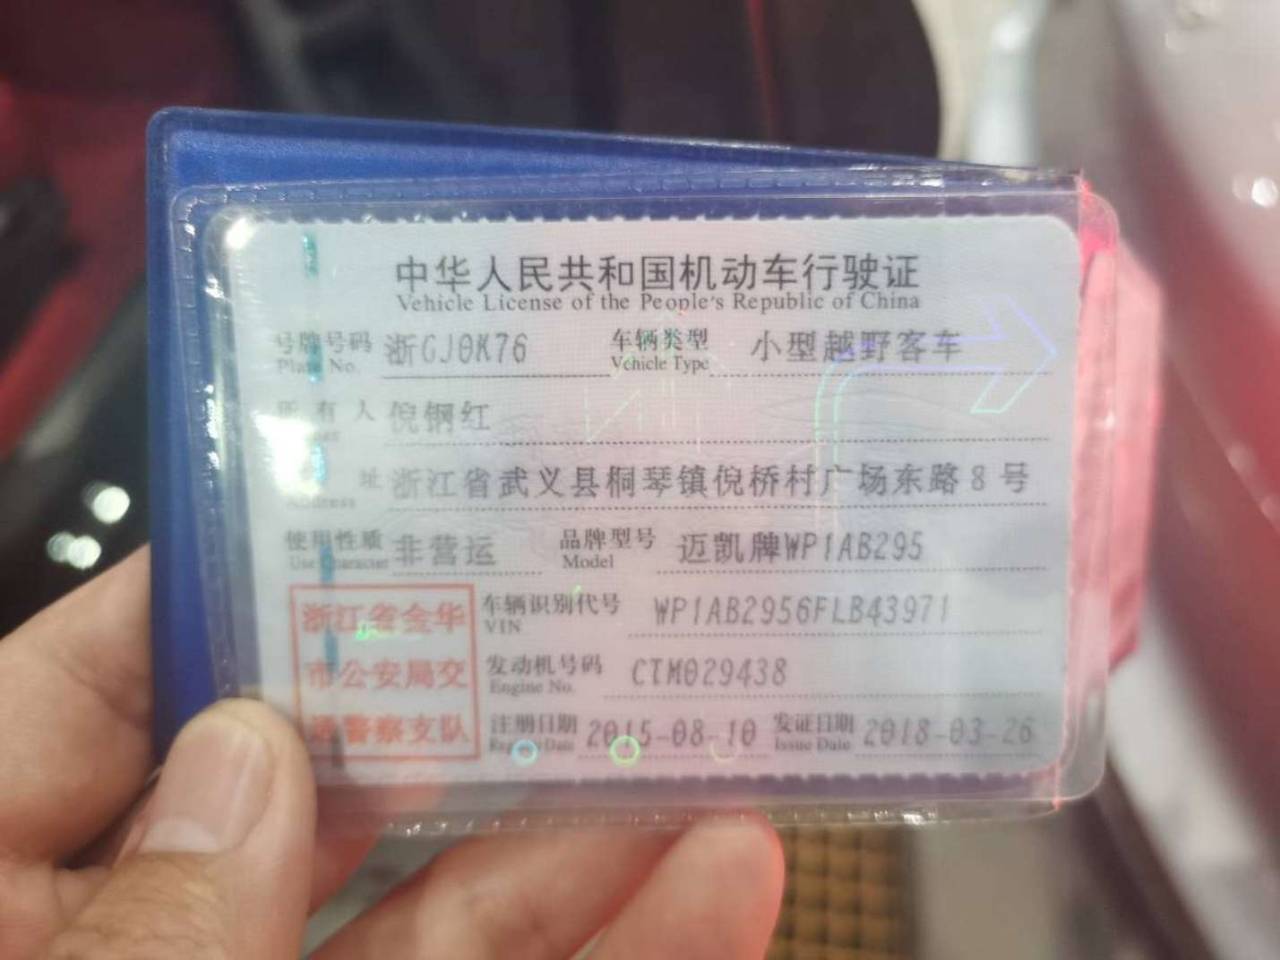 中华人民共和国机动车行驶证
Vehicle License of the People's Republic of China
号牌号码 浙GJ0K76 车辆类型 小型越野客车
Plate No. Vehicle Type
所有人 倪钢红
址 浙江省武义县桐琴镇倪桥村广场东路8号
Address
使用性质 非营运 品牌型号 迈凯牌WP1AB295
Use Character Model
浙江省金华 车辆识别代号 WP1AB2956FLB43971
VIN
市公安局交 发动机号码 CTM029438
Engine No.
通警察支队 注册日期 2015-08-10 发证日期 2018-03-26
Register Date Issue Date